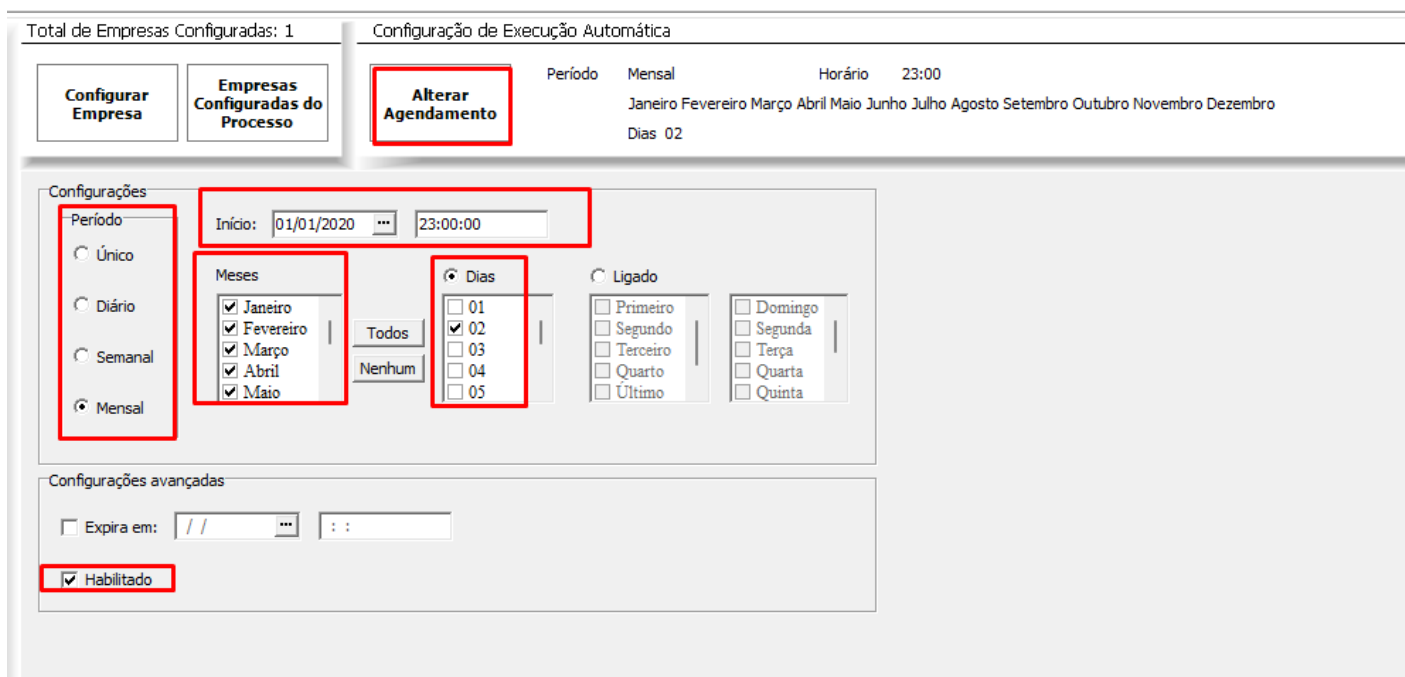 Total de Empresas Configuradas: 1
Configuração de Execução Automática
Configurar
Empresa
Empresas
Configuradas do
Processo
Alterar
Agendamento
Período Mensal Horário 23:00
Janeiro Fevereiro Março Abril Maio Junho Julho Agosto Setembro Outubro Novembro Dezembro
Dias 02
Configurações
Período
Único
Diário
Semanal
Mensal
Início: 01/01/2020 ... 23:00:00
Meses
Janeiro
Fevereiro
Março
Abril
Maio
Todos
Nenhum
Dias
01
02
03
04
05
Ligado
Primeiro
Segundo
Terceiro
Quarto
Último
Domingo
Segunda
Terça
Quarta
Quinta
Configurações avançadas
Expira em: / / ... : :
Habilitado